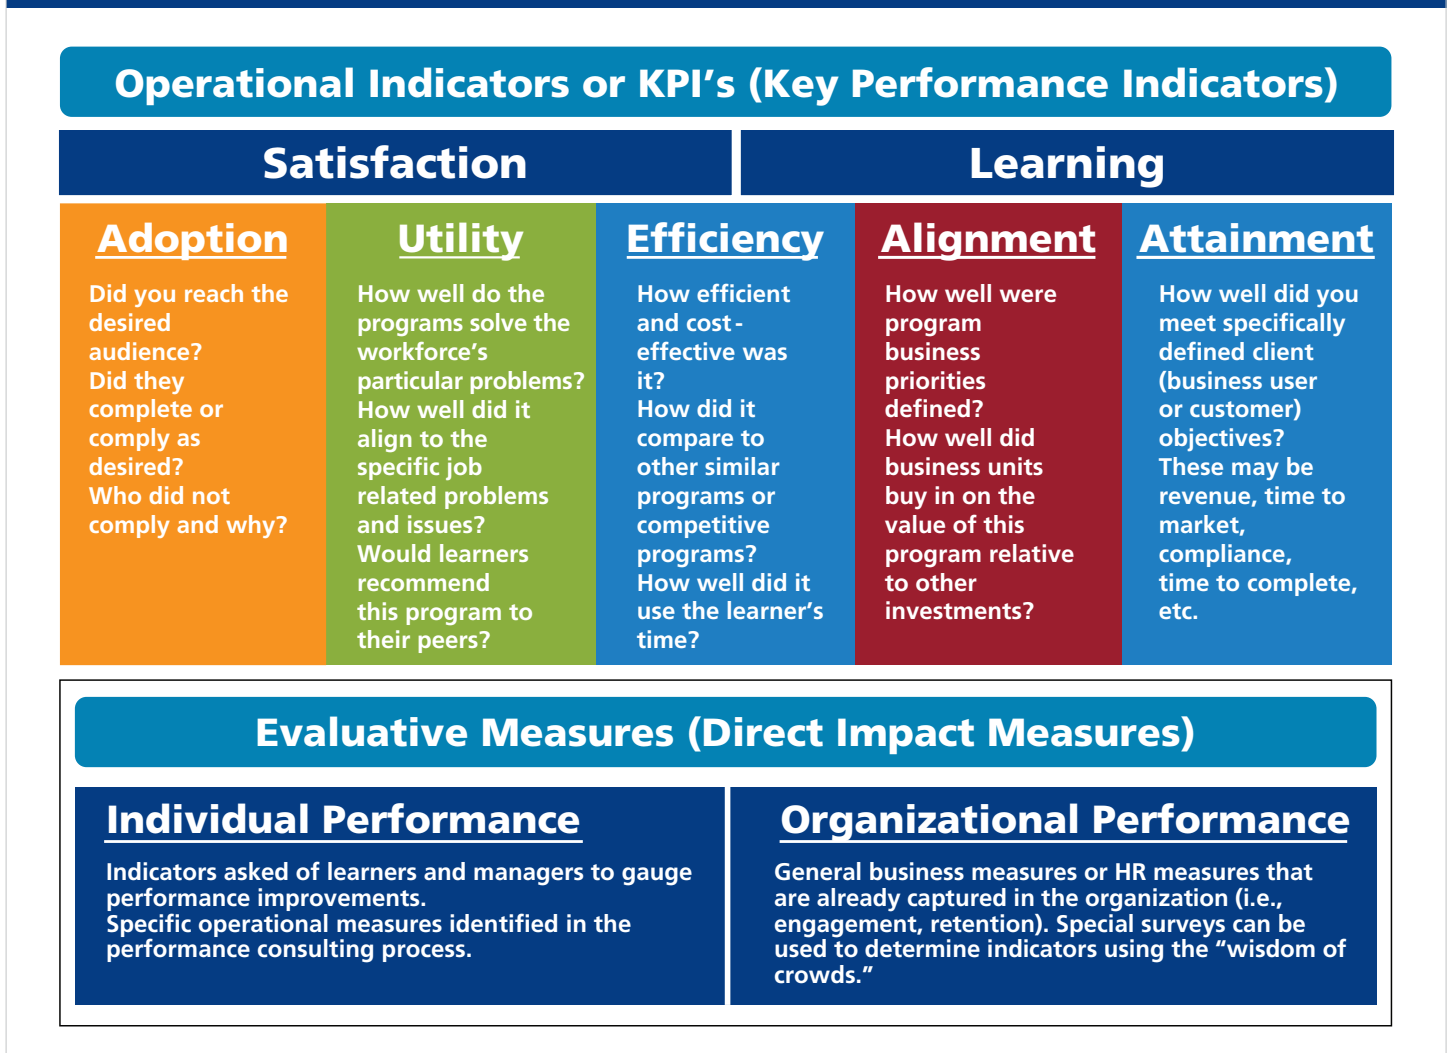 Operational Indicators or KPI's (Key Performance Indicators)
Satisfaction
Learning
Adoption
Did you reach the
desired
audience?
Did they
complete or
comply as
desired?
Who did not
comply and why?
Utility
How well do the
programs solve the
workforce's
particular problems?
How well did it
align to the
specific job
related problems
and issues?
Would learners
recommend
this program to
their peers?
Efficiency
How efficient
and cost-
effective was
it?
How did it
compare to
other similar
programs or
competitive
programs?
How well did it
use the learner's
time?
Alignment
How well were
program
business
priorities
defined?
How well did
business units
buy in on the
value of this
program relative
to other
investments?
Attainment
How well did you
meet specifically
defined client
(business user
or customer)
objectives?
These may be
revenue, time to
market,
compliance,
time to complete,
etc.
Evaluative Measures (Direct Impact Measures)
Individual Performance
Indicators asked of learners and managers to gauge
performance improvements.
Specific operational measures identified in the
performance consulting process.
Organizational Performance
General business measures or HR measures that
are already captured in the organization (i.e.,
engagement, retention). Special surveys can be
used to determine indicators using the “wisdom of
crowds.”